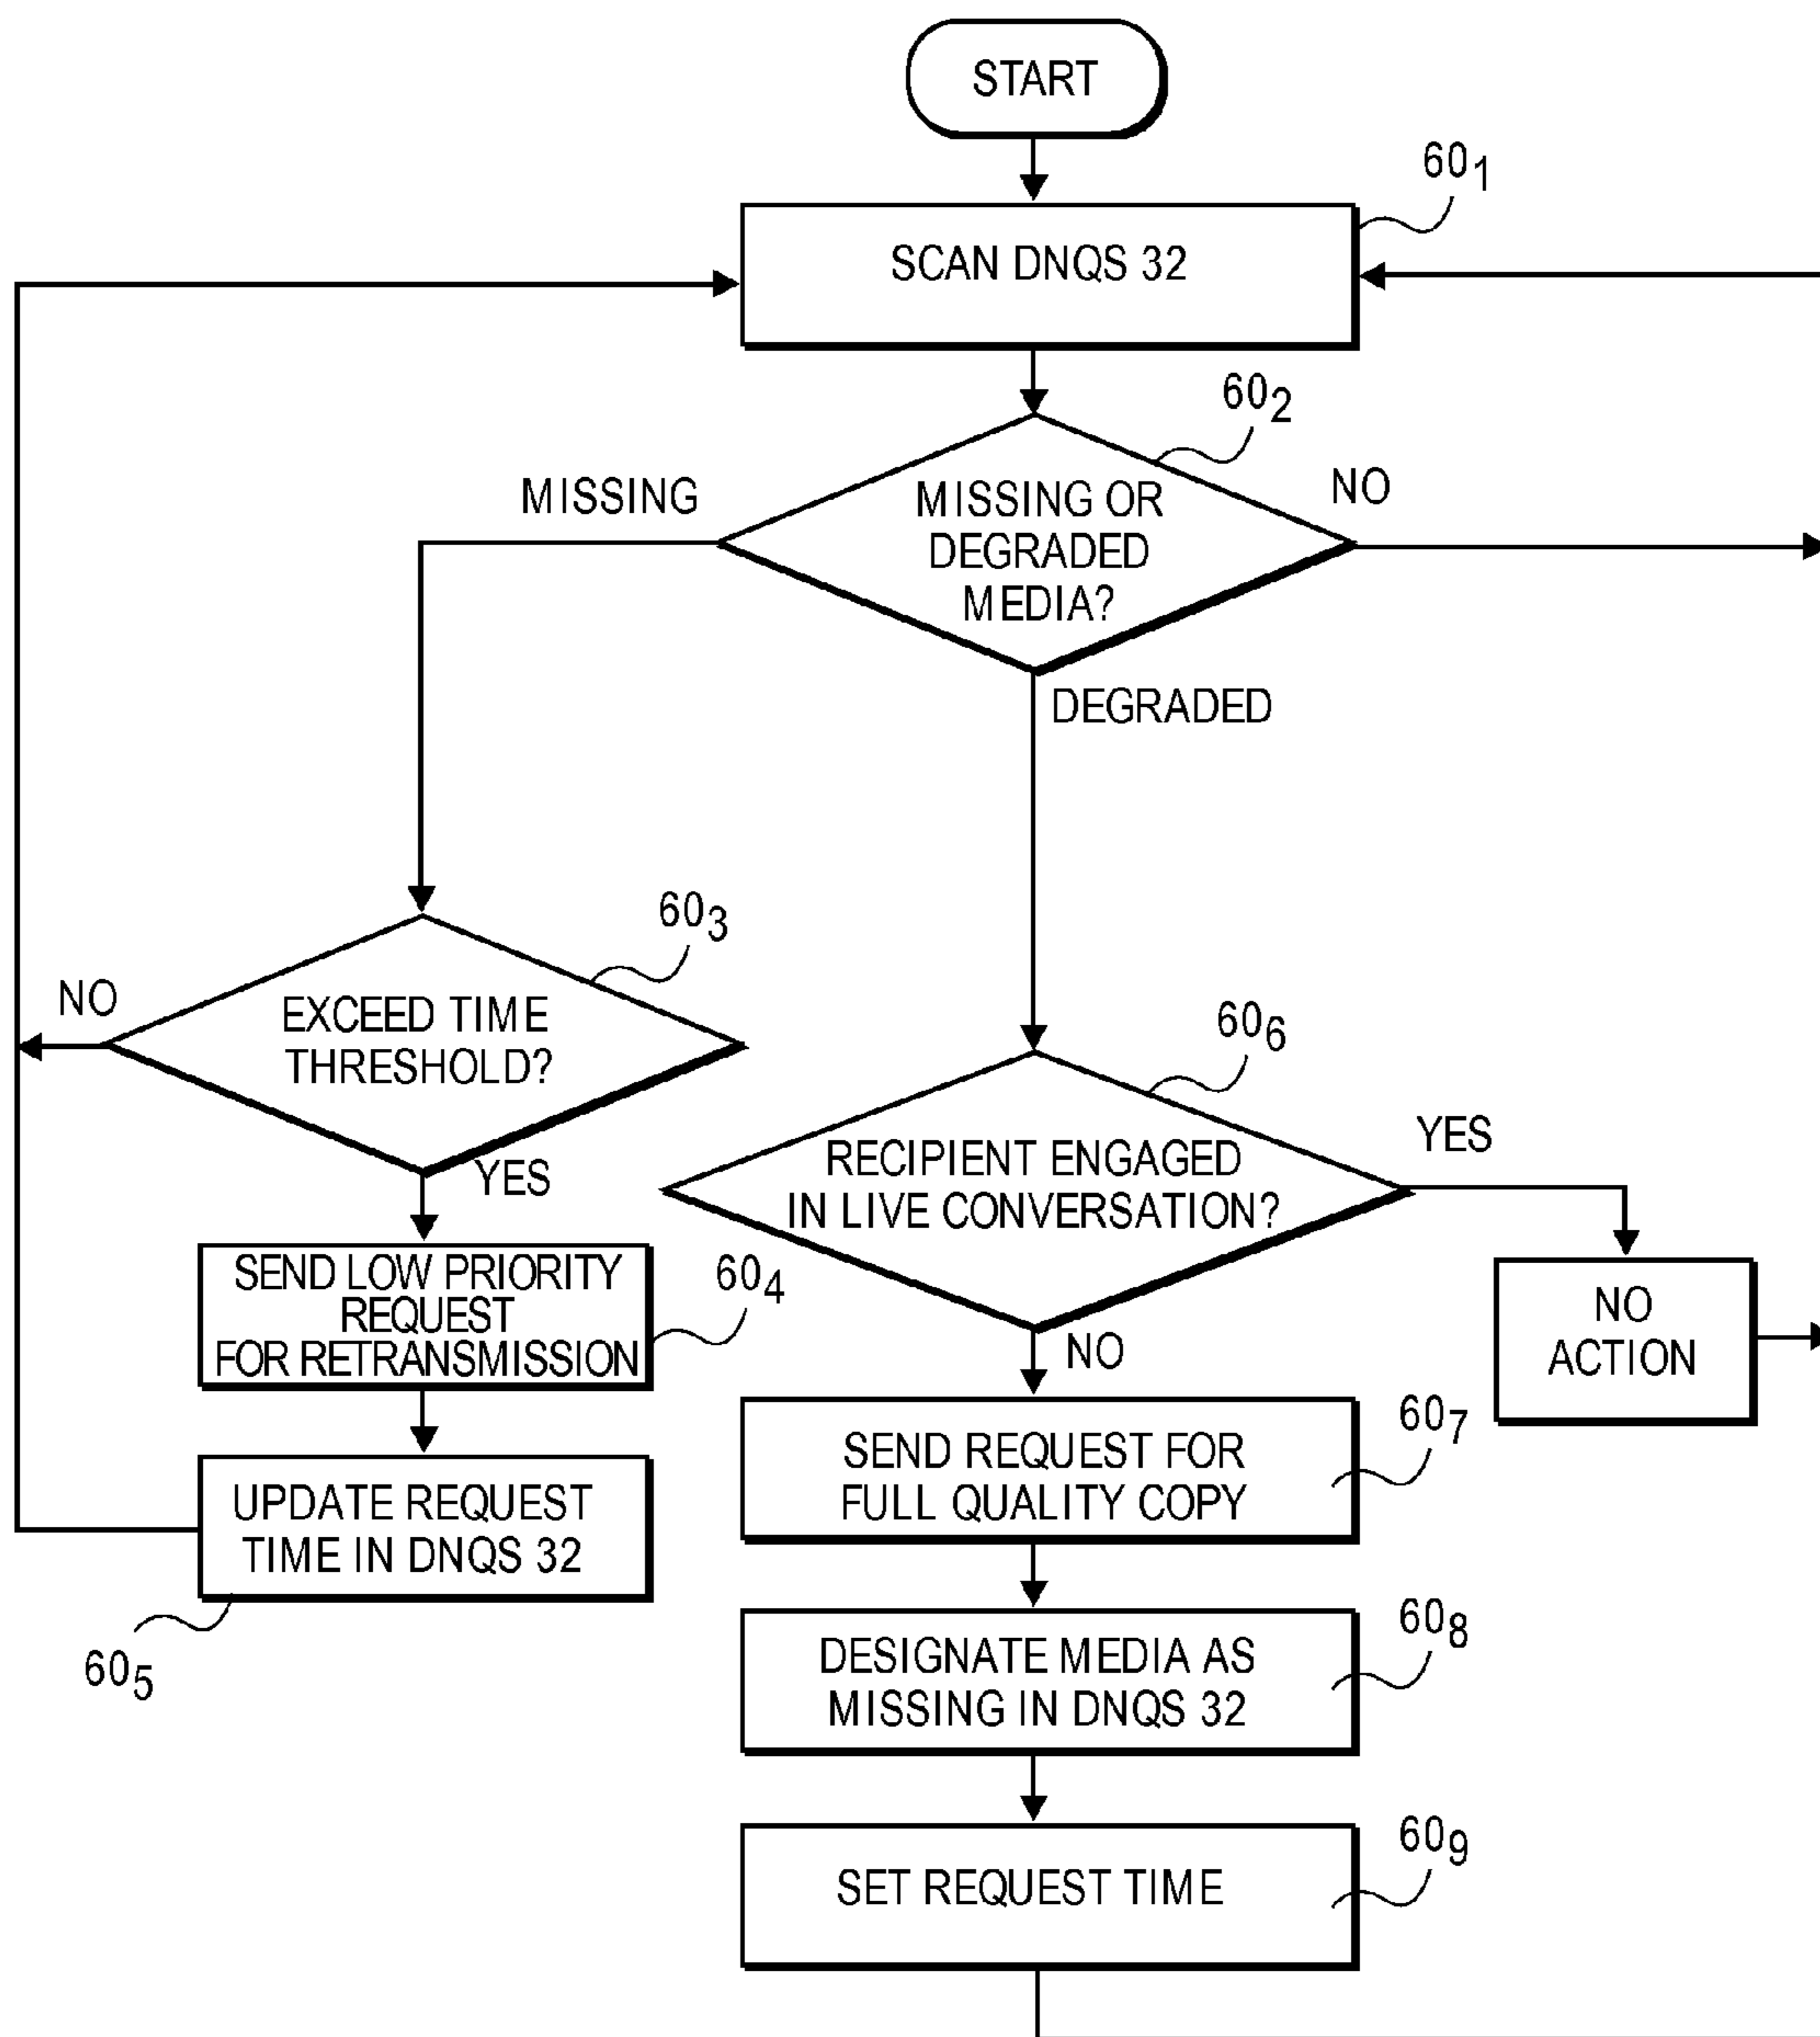 START
60₁
SCAN DNQS 32
60₂
MISSING
MISSING OR
DEGRADED
MEDIA?
NO
DEGRADED
60₃
NO
EXCEED TIME
THRESHOLD?
YES
60₆
RECIPIENT ENGAGED
IN LIVE CONVERSATION?
YES
SEND LOW PRIORITY
REQUEST
FOR RETRANSMISSION
60₄
NO
NO
ACTION
UPDATE REQUEST
TIME IN DNQS 32
60₅
SEND REQUEST FOR
FULL QUALITY COPY
60₇
DESIGNATE MEDIA AS
MISSING IN DNQS 32
60₈
SET REQUEST TIME
60₉